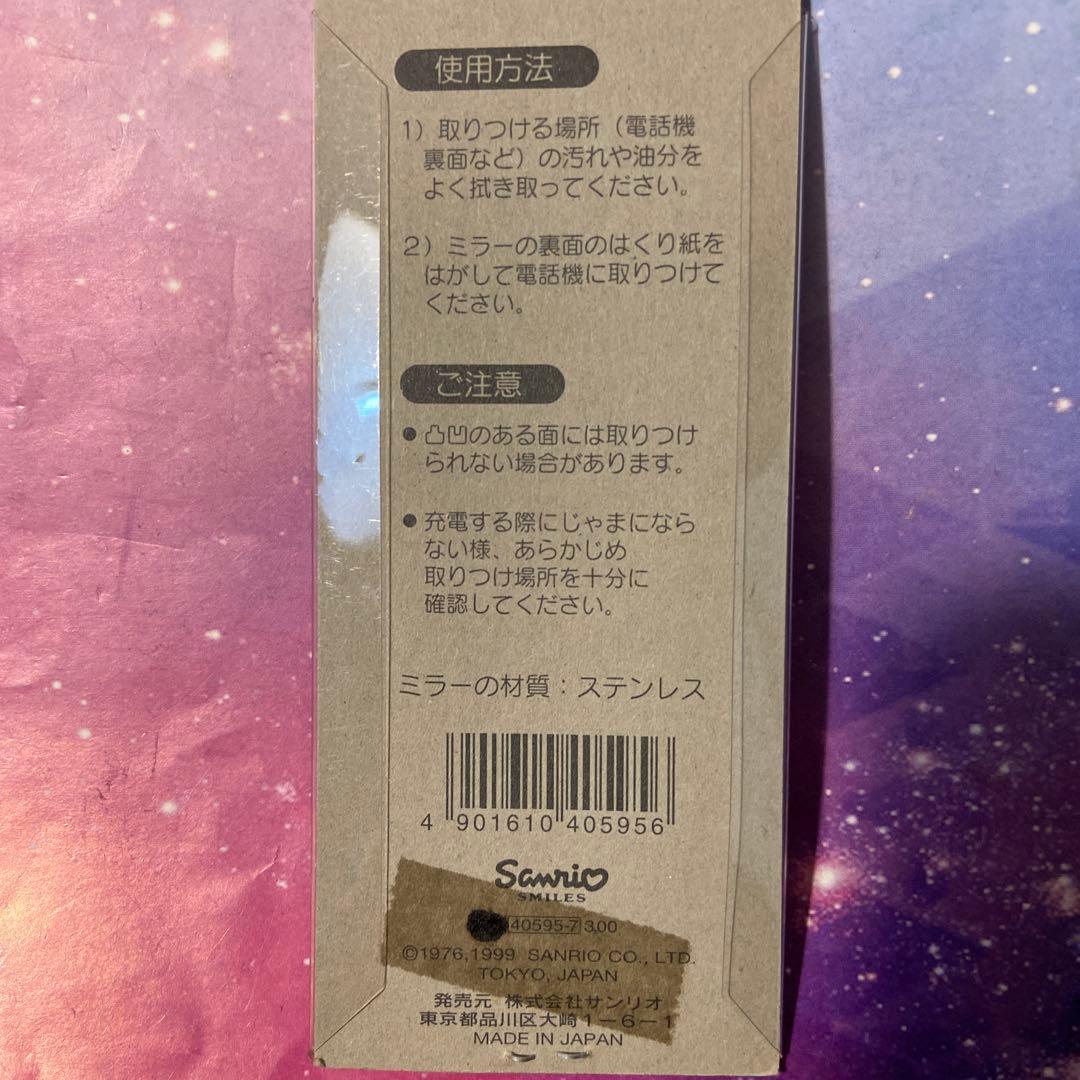 使用方法
1）取りつける場所（電話機
裏面など）の汚れや油分を
よく拭き取ってください。
2）ミラーの裏面のはくり紙を
はがして電話機に取りつけて
ください。
ご注意
●凸凹のある面には取りつけ
られない場合があります。
●充電する際にじゃまになら
ない様、あらかじめ
取りつけ場所を十分に
確認してください。
ミラーの材質：ステンレス
4 901610 405956
Sanrio
SMILES
40595-7 300
©1976,1999 SANRIO CO., LTD.
TOKYO, JAPAN
発売元 株式会社サンリオ
東京都品川区大崎1－6－1
MADE IN JAPAN